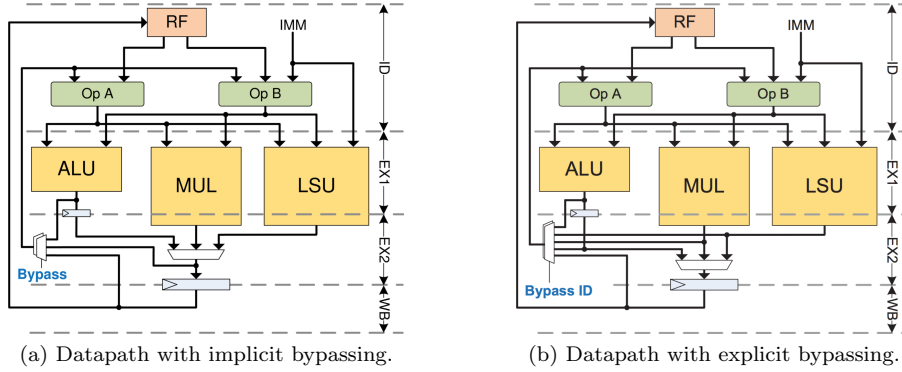 RF
IMM
ID
Op A
Op B
ALU
MUL
LSU
EX1
EX2
Bypass
WB
(a) Datapath with implicit bypassing.
RF
IMM
ID
Op A
Op B
ALU
MUL
LSU
EX1
EX2
Bypass ID
WB
(b) Datapath with explicit bypassing.